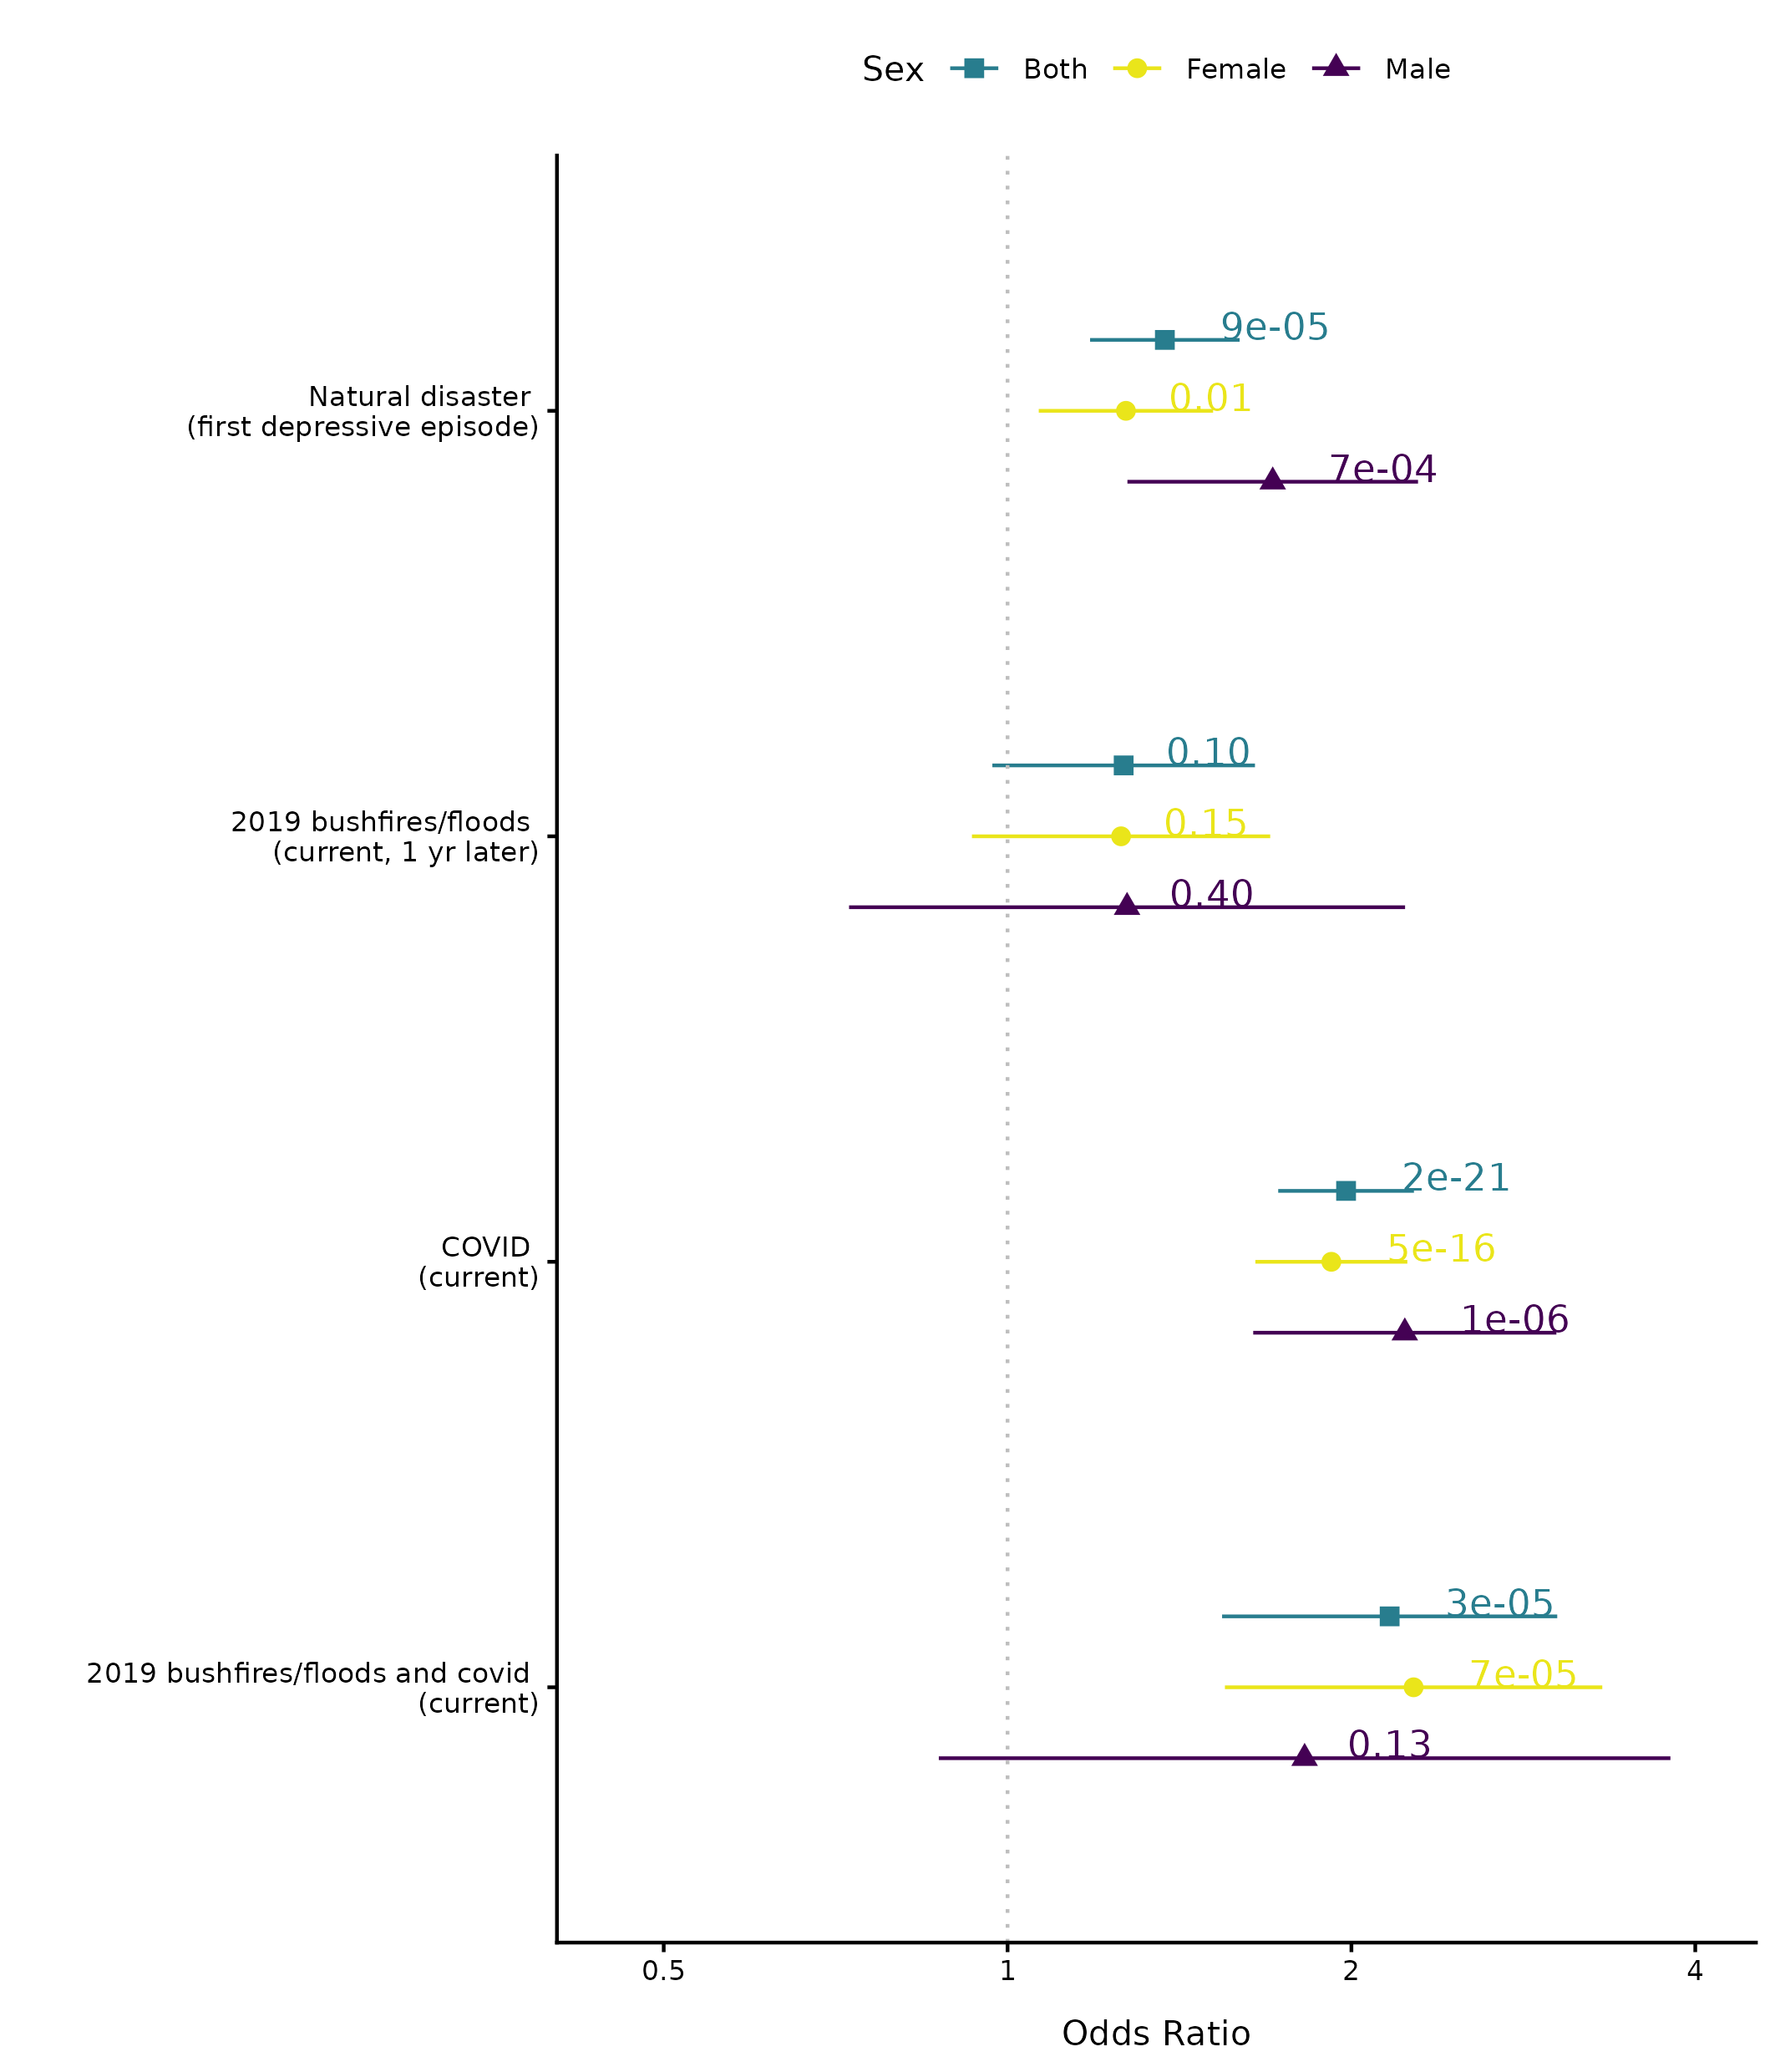 Sex Both Female Male
9e-05
Natural disaster
(first depressive episode)
0.01
7e-04
0.10
2019 bushfires/floods
(current, 1 yr later)
0.15
0.40
2e-21
COVID
(current)
5e-16
1e-06
3e-05
2019 bushfires/floods and covid
(current)
7e-05
0.13
0.5 1 2 4
Odds Ratio